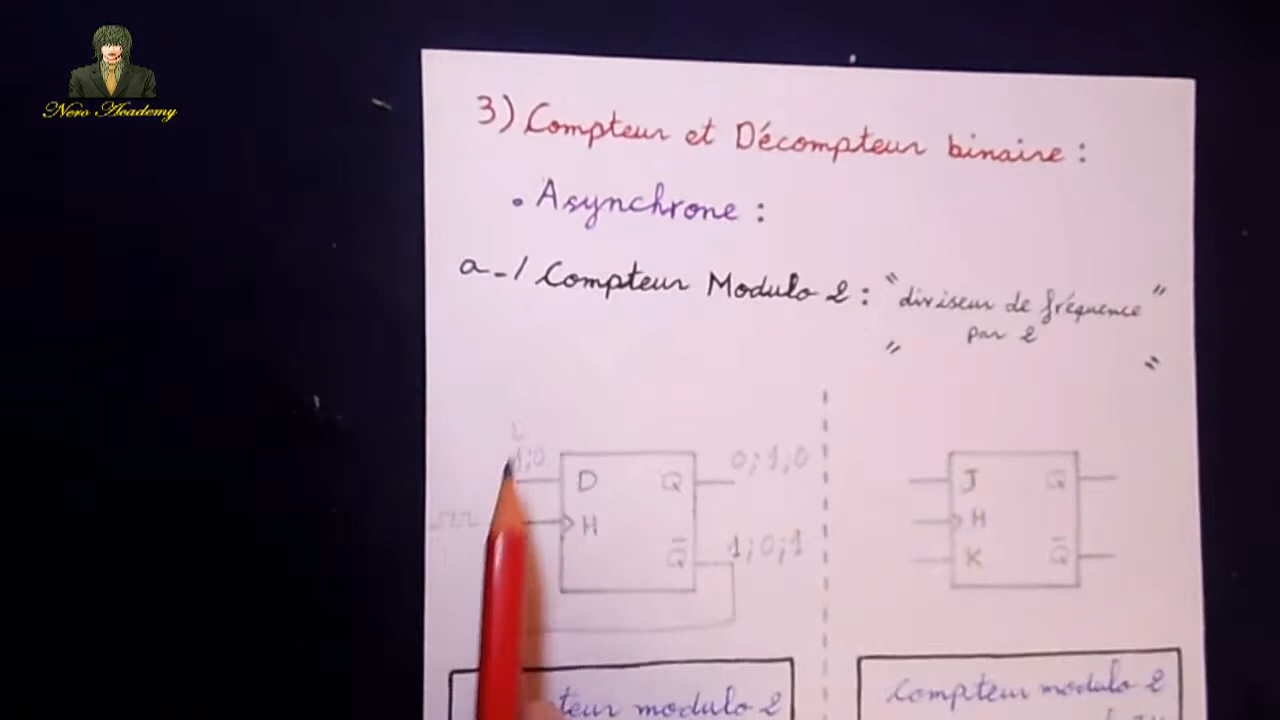 Nero Academy
3) Compteur et Décompteur binaire :
• Asynchrone :
a-/ Compteur Modulo 2 : "diviseur de fréquence"
" par 2 "
1;0
D
Q
0;1;0
H
Q̄
1;0;1
J
Q
H
K
Q̄
teur modulo 2
Compteur modulo 2